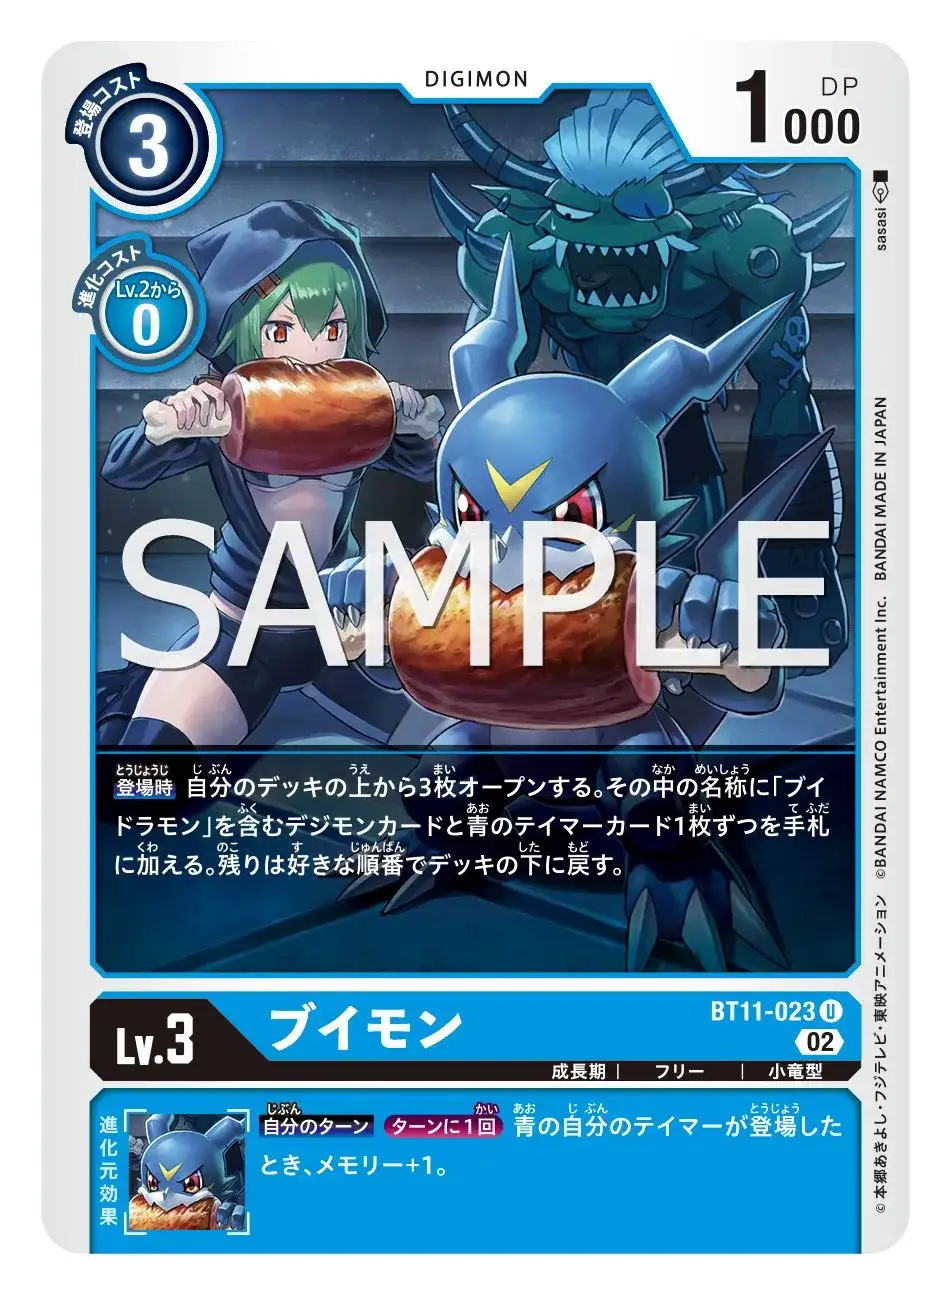 DIGIMON
登場コスト
3
DP
1000
進化コスト
Lv.2から
0
sasasi
SAMPLE
登場時 自分のデッキの上から3枚オープンする。その中の名称に「ブイ
ドラモン」を含むデジモンカードと青のテイマーカード1枚ずつを手札
に加える。残りは好きな順番でデッキの下に戻す。
©本郷あきよし・フジテレビ・東映アニメーション ©BANDAI NAMCO Entertainment Inc. BANDAI MADE IN JAPAN
BT11-023 U
02
Lv.3
ブイモン
成長期 | フリー | 小竜型
進化元効果
自分のターン ターンに1回 青の自分のテイマーが登場した
とき、メモリー+1。